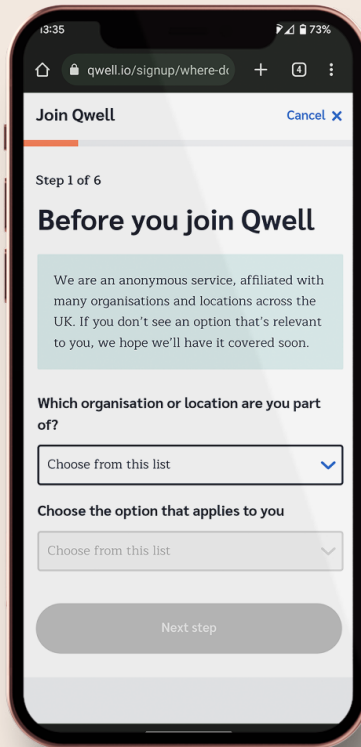 13:35
73%
qwell.io/signup/where-do
4
Join Qwell
Cancel
Step 1 of 6
Before you join Qwell
We are an anonymous service, affiliated with
many organisations and locations across the
UK. If you don't see an option that's relevant
to you, we hope we'll have it covered soon.
Which organisation or location are you part
of?
Choose from this list
Choose the option that applies to you
Choose from this list
Next step